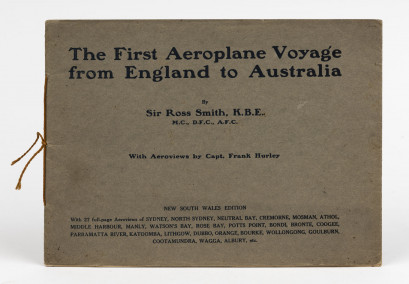 The First Aeroplane Voyage
from England to Australia
By
Sir Ross Smith, K.B.E.,
M.C., D.F.C., A.F.C.
With Aeroviews by Capt. Frank Hurley
NEW SOUTH WALES EDITION
With 27 full-page Aeroviews of SYDNEY, NORTH SYDNEY, NEUTRAL BAY, CREMORNE, MOSMAN, ATHOL,
MIDDLE HARBOUR, MANLY, WATSON'S BAY, ROSE BAY, POTTS POINT, BONDI, BRONTE, COOGEE,
PARRAMATTA RIVER, KATOOMBA, LITHGOW, DUBBO, ORANGE, BOURKE, WOLLONGONG, GOULBURN,
COOTAMUNDRA, WAGGA, ALBURY, etc.